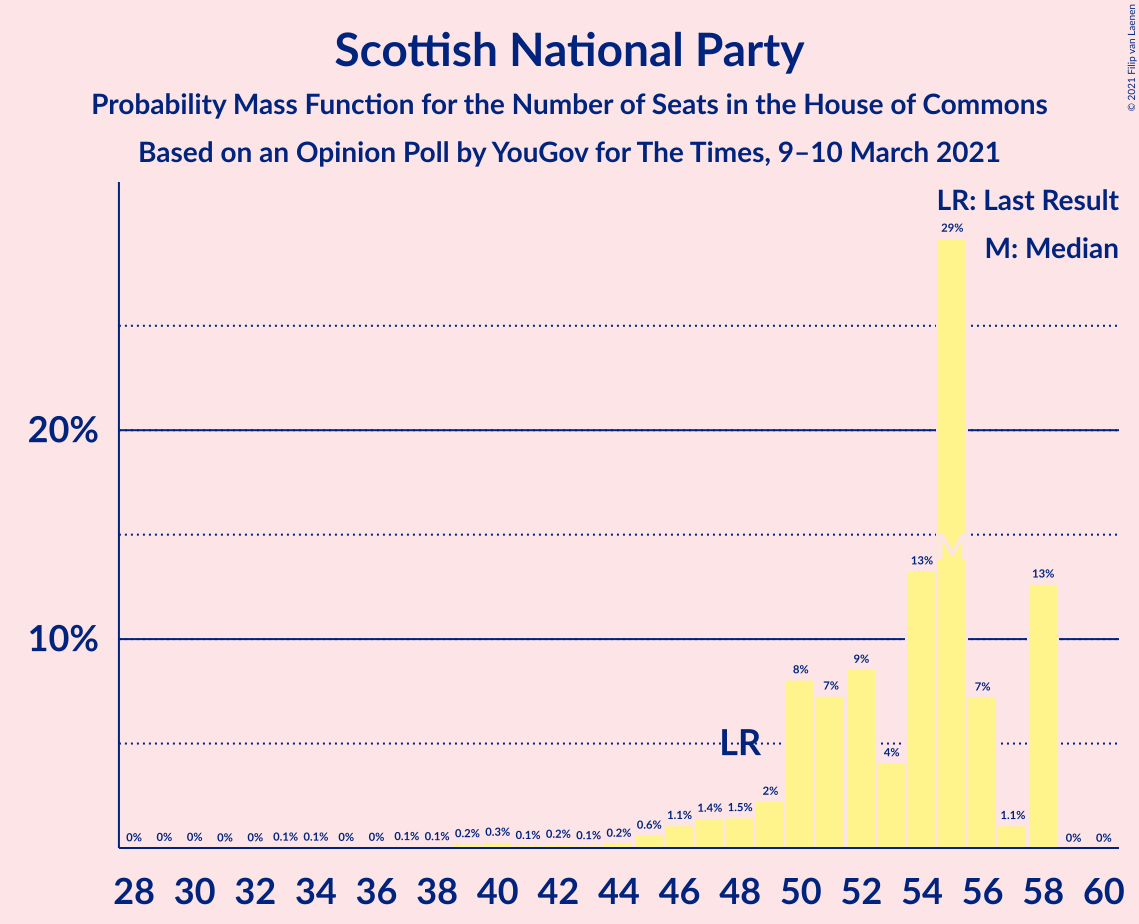 © 2021 Filip van Laenen
Scottish National Party
Probability Mass Function for the Number of Seats in the House of Commons
Based on an Opinion Poll by YouGov for The Times, 9–10 March 2021
LR: Last Result
M: Median
20%
10%
0% 0% 0% 0% 0% 0.1% 0.1% 0% 0% 0.1% 0.1% 0.2% 0.3% 0.1% 0.2% 0.1% 0.2% 0.6% 1.1% 1.4% 1.5% 2% 8% 7% 9% 4% 13% 29% 7% 1.1% 13% 0% 0%
LR
M
28 30 32 34 36 38 40 42 44 46 48 50 52 54 56 58 60